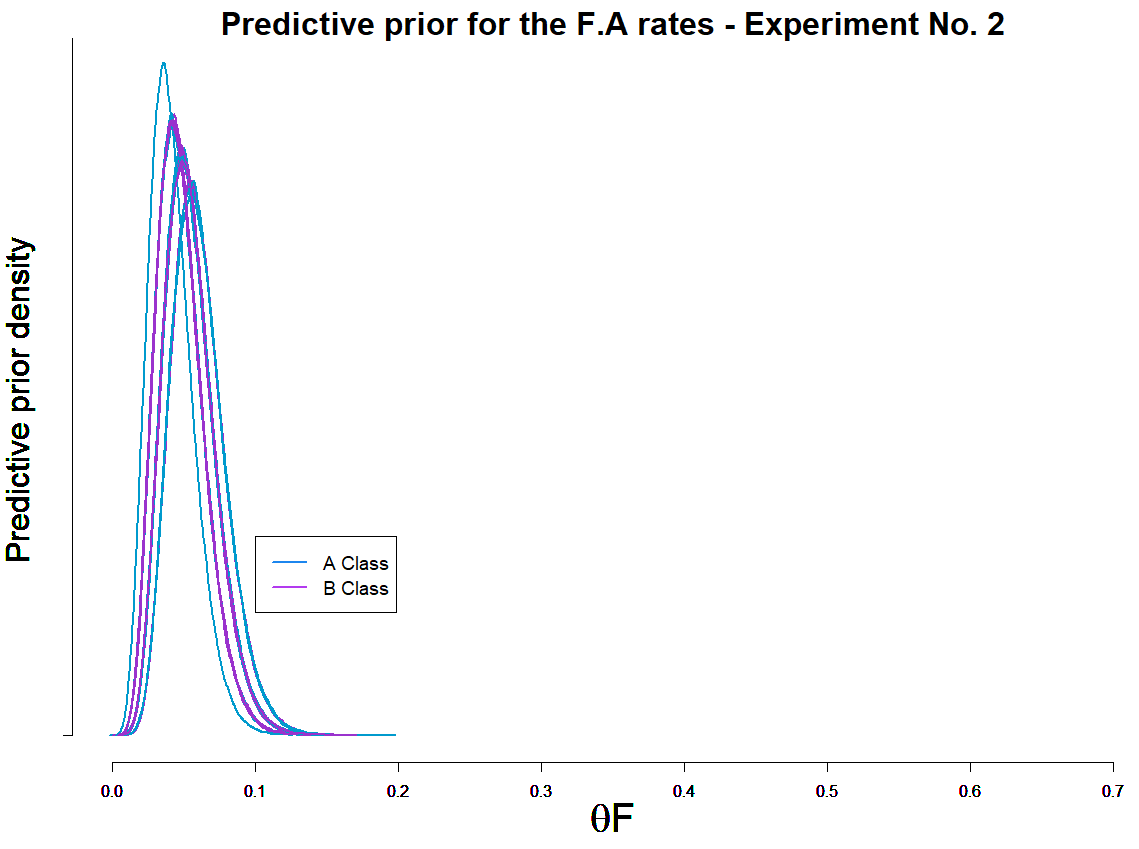 Predictive prior for the F.A rates - Experiment No. 2
Predictive prior density
A Class
B Class
0.0 0.1 0.2 0.3 0.4 0.5 0.6 0.7
θF